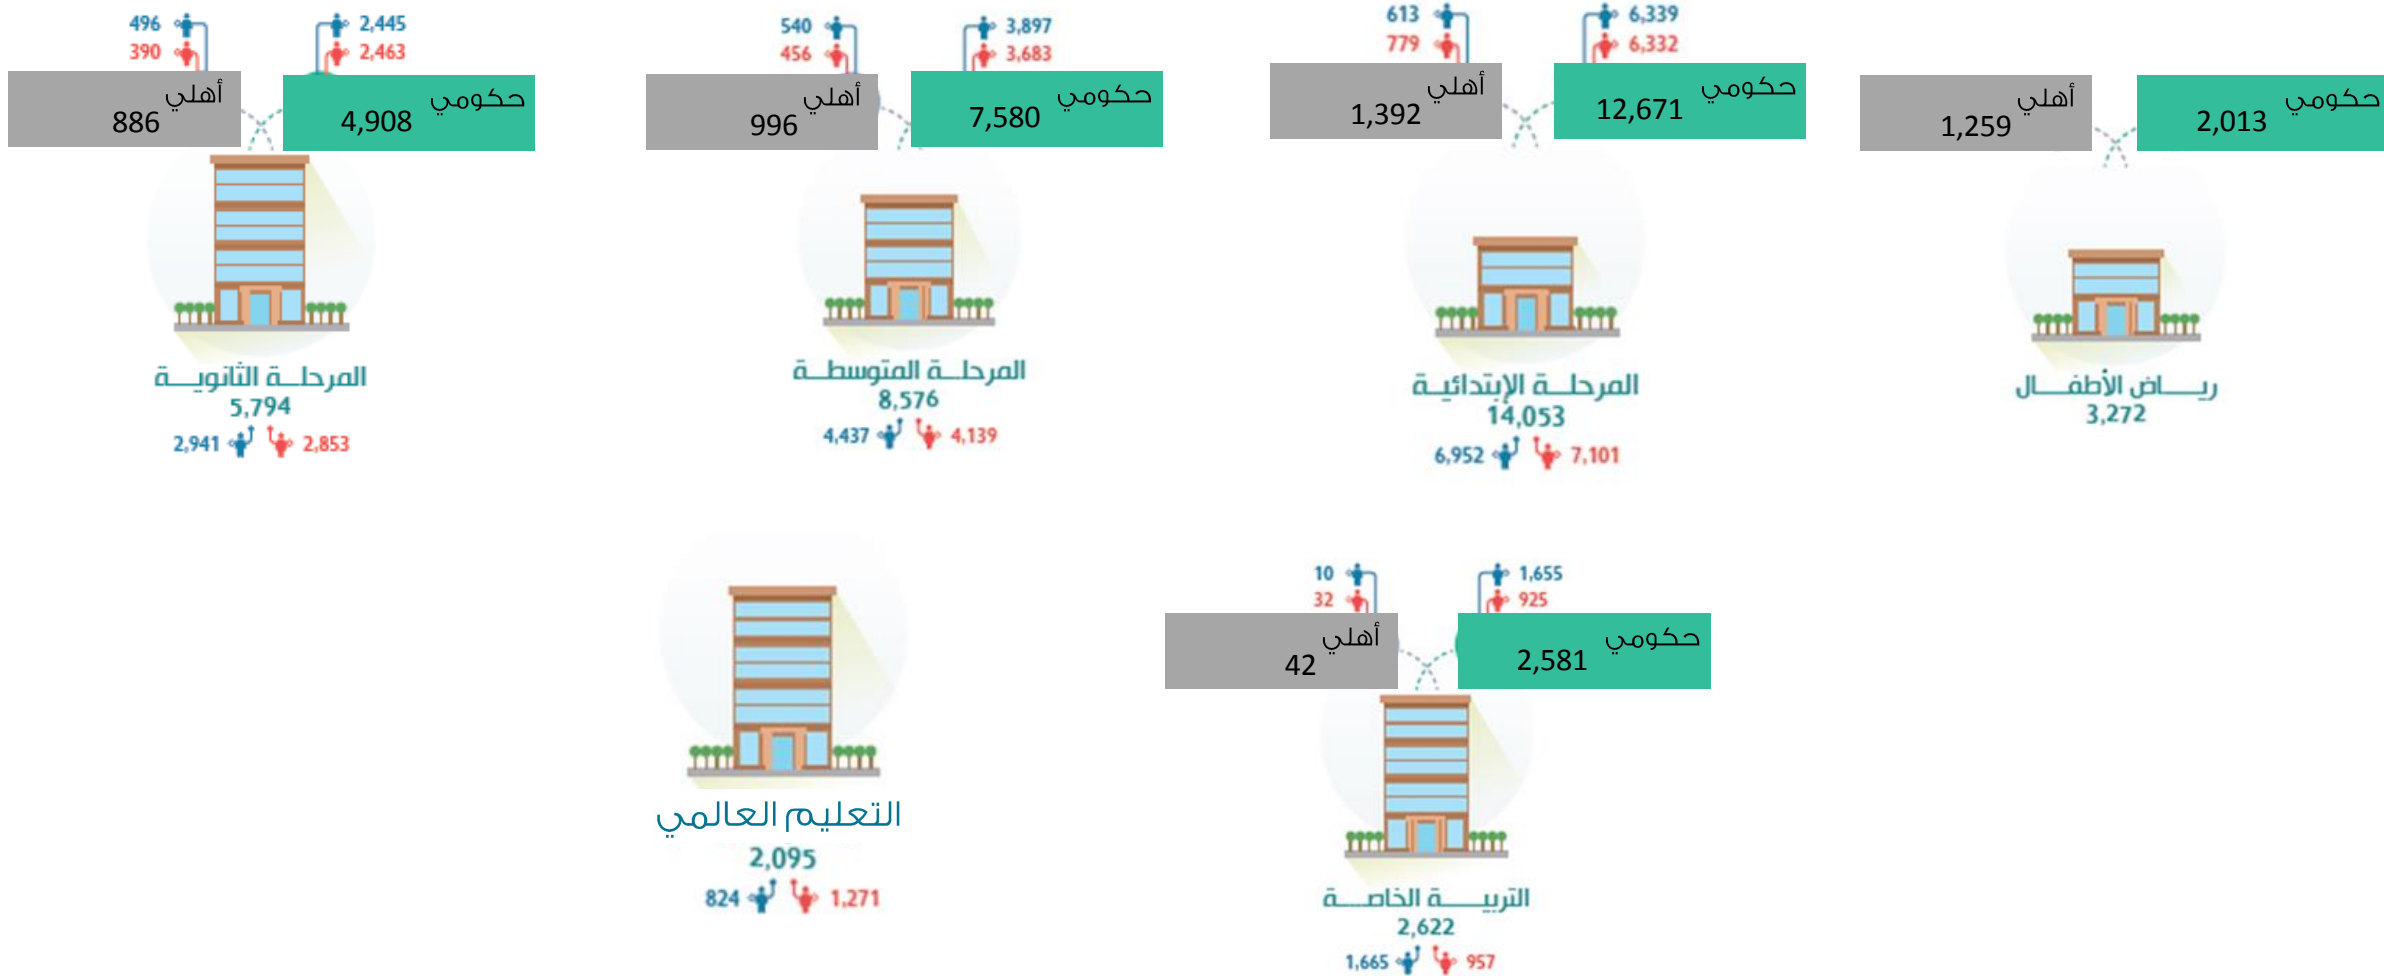 حكومي
2,013
أهلي
1,259
رياض الأطفال
3,272
613
6,339
779
6,332
حكومي
12,671
أهلي
1,392
المرحلة الإبتدائية
14,053
6,952
7,101
540
3,897
456
3,683
حكومي
7,580
أهلي
996
المرحلة المتوسطة
8,576
4,437
4,139
496
2,445
390
2,463
حكومي
4,908
أهلي
886
المرحلة الثانوية
5,794
2,941
2,853
10
1,655
32
925
حكومي
2,581
أهلي
42
التربية الخاصة
2,622
1,665
957
التعليم العالمي
2,095
824
1,271